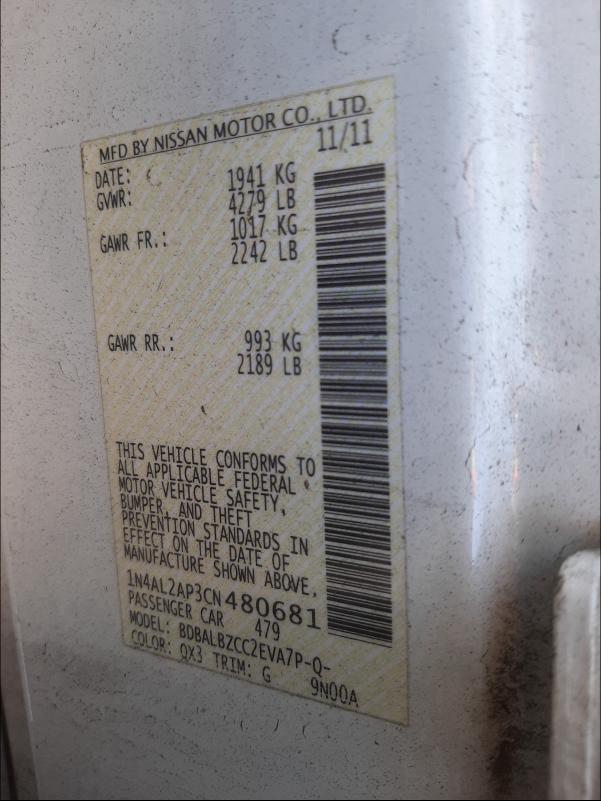 MFD BY NISSAN MOTOR CO., LTD.
DATE: 11/11
GVWR: 1941 KG
4279 LB
GAWR FR.: 1017 KG
2242 LB
GAWR RR.: 993 KG
2189 LB
THIS VEHICLE CONFORMS TO
ALL APPLICABLE FEDERAL
MOTOR VEHICLE SAFETY,
BUMPER, AND THEFT
PREVENTION STANDARDS IN
EFFECT ON THE DATE OF
MANUFACTURE SHOWN ABOVE.
1N4AL2AP3CN480681
PASSENGER CAR 479
MODEL: BDBALBZCC2EVA7P-Q-
COLOR: QX3 TRIM: G 9N00A